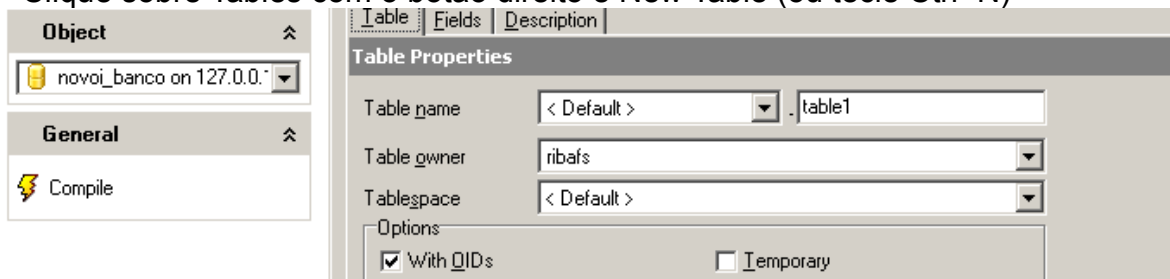 Clique sobre Tables com o botão direito e New Table (ou tecle Ctrl+N)
Object
novoi_banco on 127.0.0.
General
Compile
Table Fields Description
Table Properties
Table name < Default > . table1
Table owner ribafs
Tablespace < Default >
Options
With OIDs Temporary